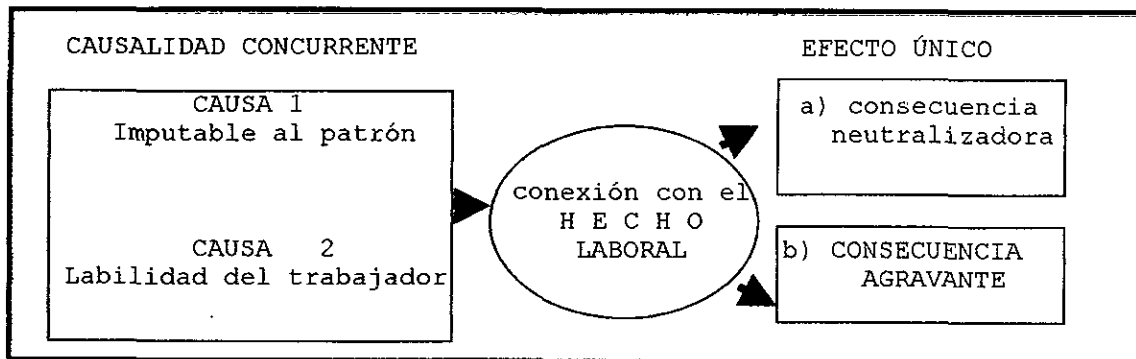 CAUSALIDAD CONCURRENTE
CAUSA 1
Imputable al patrón
CAUSA 2
Labilidad del trabajador
conexión con el
H E C H O
LABORAL
EFECTO ÚNICO
a) consecuencia
neutralizadora
b) CONSECUENCIA
AGRAVANTE